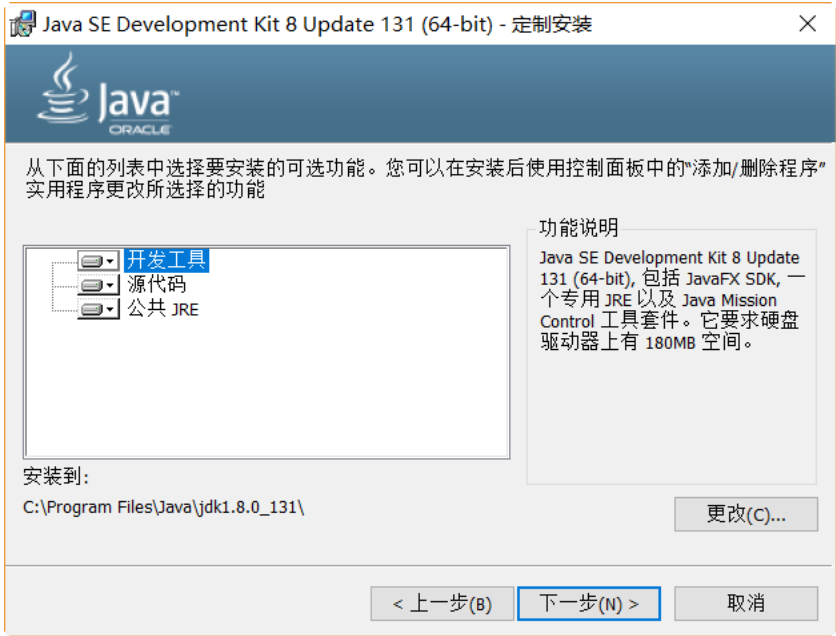 Java SE Development Kit 8 Update 131 (64-bit) - 定制安装
Java™
ORACLE
从下面的列表中选择要安装的可选功能。您可以在安装后使用控制面板中的“添加/删除程序”
实用程序更改所选择的功能
开发工具
源代码
公共 JRE
功能说明
Java SE Development Kit 8 Update
131 (64-bit), 包括 JavaFX SDK, 一
个专用 JRE 以及 Java Mission
Control 工具套件。它要求硬盘
驱动器上有 180MB 空间。
安装到:
C:\Program Files\Java\jdk1.8.0_131\
更改(C)...
< 上一步(B)
下一步(N) >
取消